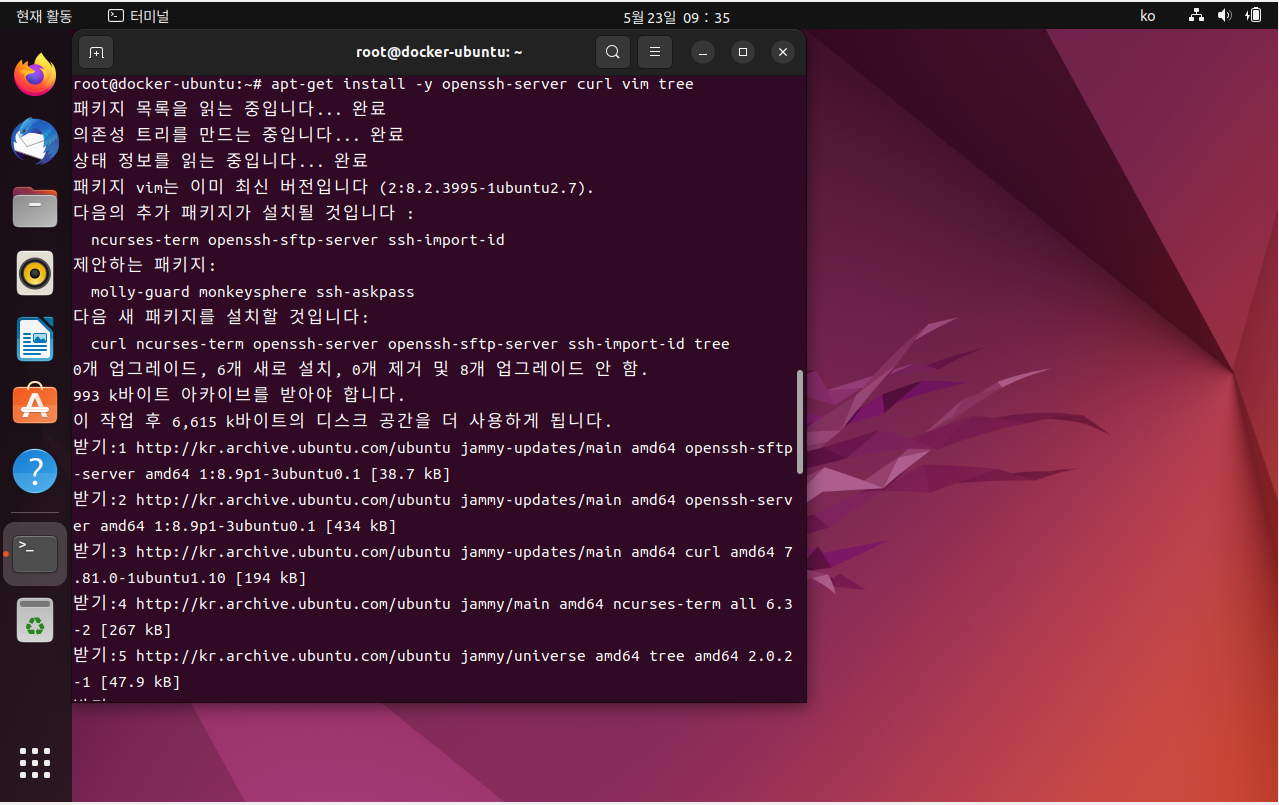 현재 활동
터미널
5월 23일 09 : 35
ko
root@docker-ubuntu: ~
root@docker-ubuntu:~# apt-get install -y openssh-server curl vim tree
패키지 목록을 읽는 중입니다... 완료
의존성 트리를 만드는 중입니다... 완료
상태 정보를 읽는 중입니다... 완료
패키지 vim는 이미 최신 버전입니다 (2:8.2.3995-1ubuntu2.7).
다음의 추가 패키지가 설치될 것입니다 :
ncurses-term openssh-sftp-server ssh-import-id
제안하는 패키지:
molly-guard monkeysphere ssh-askpass
다음 새 패키지를 설치할 것입니다:
curl ncurses-term openssh-server openssh-sftp-server ssh-import-id tree
0개 업그레이드, 6개 새로 설치, 0개 제거 및 8개 업그레이드 안 함.
993 k바이트 아카이브를 받아야 합니다.
이 작업 후 6,615 k바이트의 디스크 공간을 더 사용하게 됩니다.
받기:1 http://kr.archive.ubuntu.com/ubuntu jammy-updates/main amd64 openssh-sftp
-server amd64 1:8.9p1-3ubuntu0.1 [38.7 kB]
받기:2 http://kr.archive.ubuntu.com/ubuntu jammy-updates/main amd64 openssh-serv
er amd64 1:8.9p1-3ubuntu0.1 [434 kB]
받기:3 http://kr.archive.ubuntu.com/ubuntu jammy-updates/main amd64 curl amd64 7
.81.0-1ubuntu1.10 [194 kB]
받기:4 http://kr.archive.ubuntu.com/ubuntu jammy/main amd64 ncurses-term all 6.3
-2 [267 kB]
받기:5 http://kr.archive.ubuntu.com/ubuntu jammy/universe amd64 tree amd64 2.0.2
-1 [47.9 kB]